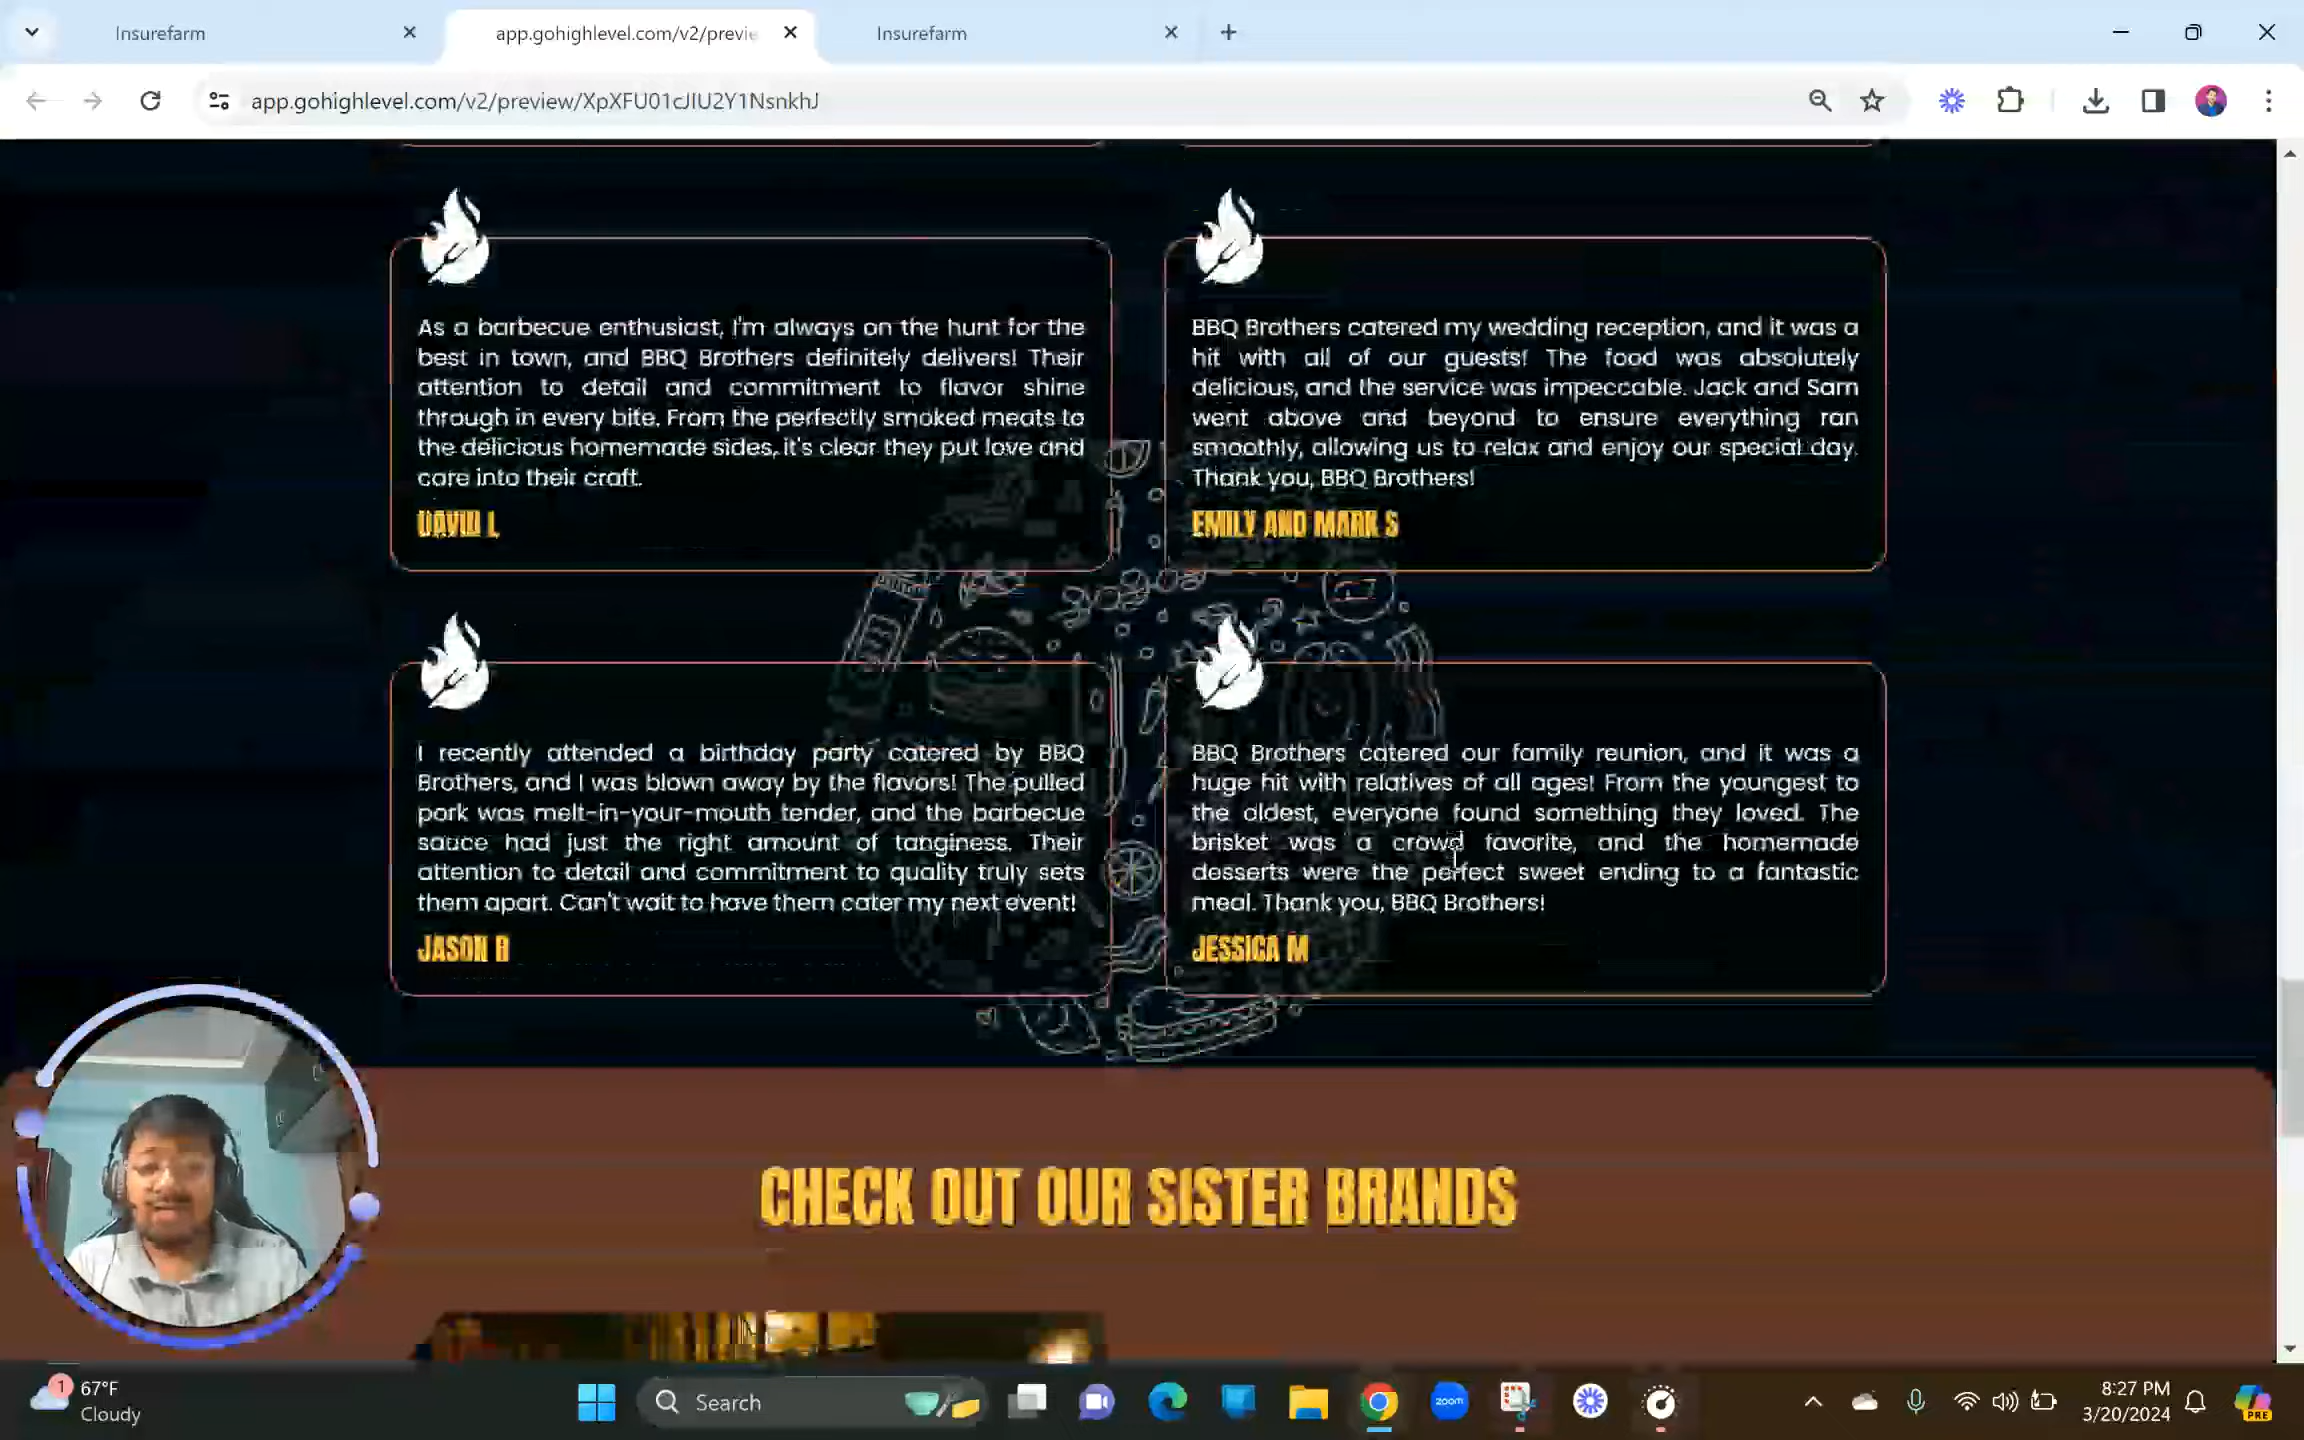 Insurefarm
app.gohighlevel.com/v2/previe
Insurefarm
app.gohighlevel.com/v2/preview/XpXFU01cJIU2Y1NsnkhJ
As a barbecue enthusiast, I'm always on the hunt for the
best in town, and BBQ Brothers definitely delivers! Their
attention to detail and commitment to flavor shine
through in every bite. From the perfectly smoked meats to
the delicious homemade sides, it's clear they put love and
care into their craft.
DAVID L
BBQ Brothers catered my wedding reception, and it was a
hit with all of our guests! The food was absolutely
delicious, and the service was impeccable. Jack and Sam
went above and beyond to ensure everything ran
smoothly, allowing us to relax and enjoy our special day.
Thank you, BBQ Brothers!
EMILY AND MARK S
I recently attended a birthday party catered by BBQ
Brothers, and I was blown away by the flavors! The pulled
pork was melt-in-your-mouth tender, and the barbecue
sauce had just the right amount of tanginess. Their
attention to detail and commitment to quality truly sets
them apart. Can't wait to have them cater my next event!
JASON
BBQ Brothers catered our family reunion, and it was a
huge hit with relatives of all ages! From the youngest to
the oldest, everyone found something they loved. The
brisket was a crowd favorite, and the homemade
desserts were the perfect sweet ending to a fantastic
meal. Thank you, BBQ Brothers!
JESSICA M
CHECK OUT OUR SISTER BRANDS
1
67°F
Cloudy
Search
zoom
8:27 PM
3/20/2024
PRE